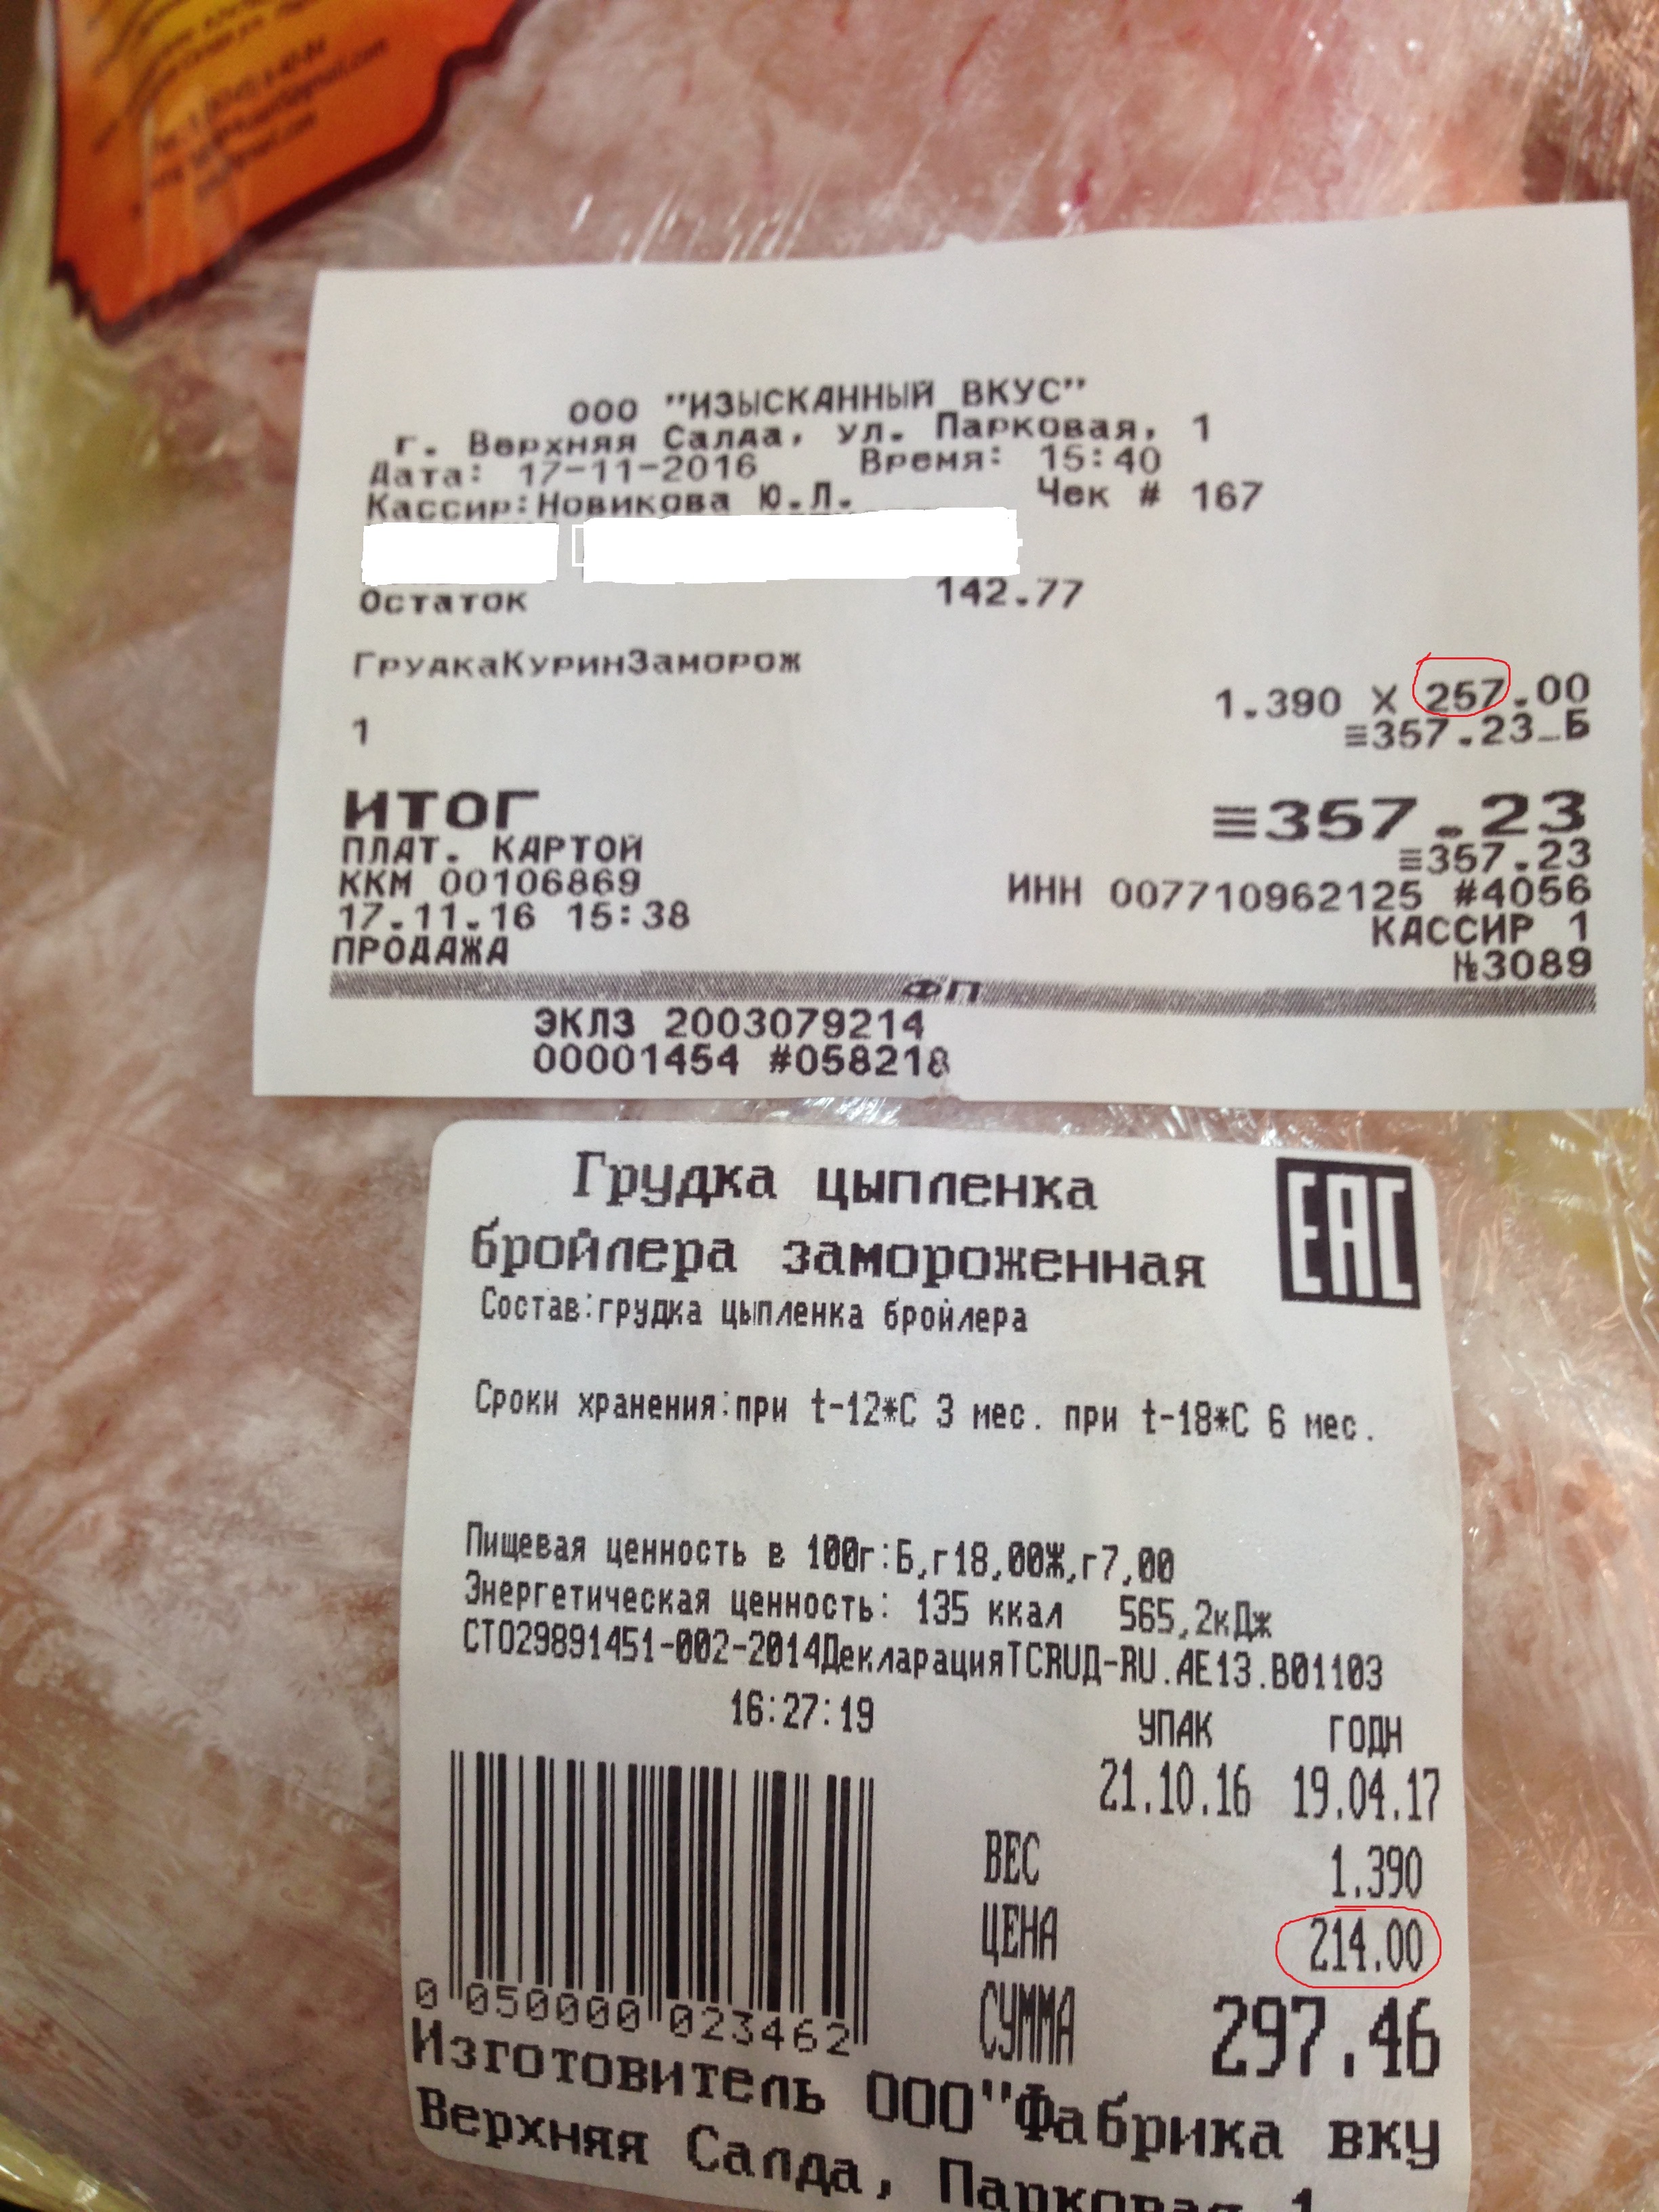 ООО "ИЗЫСКАННЫЙ ВКУС"
г. Верхняя Салда, ул. Парковая, 1
Дата: 17-11-2016 Время: 15:40
Кассир:Новикова Ю.Л. Чек # 167
Остаток 142.77
ГрудкаКуринЗаморож
1.390 X 257.00
1 ≡357.23_Б
ИТОГ ≡357.23
ПЛАТ. КАРТОЙ ≡357.23
ККМ 00106869 ИНН 007710962125 #4056
17.11.16 15:38 КАССИР 1
ПРОДАЖА №3089
ФП
ЭКЛЗ 2003079214
00001454 #058218
Грудка цыпленка
бройлера замороженная
EAC
Состав:грудка цыпленка бройлера
Сроки хранения:при t-12*С 3 мес. при t-18*С 6 мес.
Пищевая ценность в 100г:Б,г18,00Ж,г7,00
Энергетическая ценность: 135 ккал 565,2кДж
СТО29891451-002-2014ДекларацияТСRUД-RU.АЕ13.В01103
16:27:19 УПАК ГОДН
21.10.16 19.04.17
ВЕС 1.390
ЦЕНА 214.00
СУММА 297.46
0 050000 023462
Изготовитель ООО"Фабрика вку
Верхняя Салда, Парковая 1